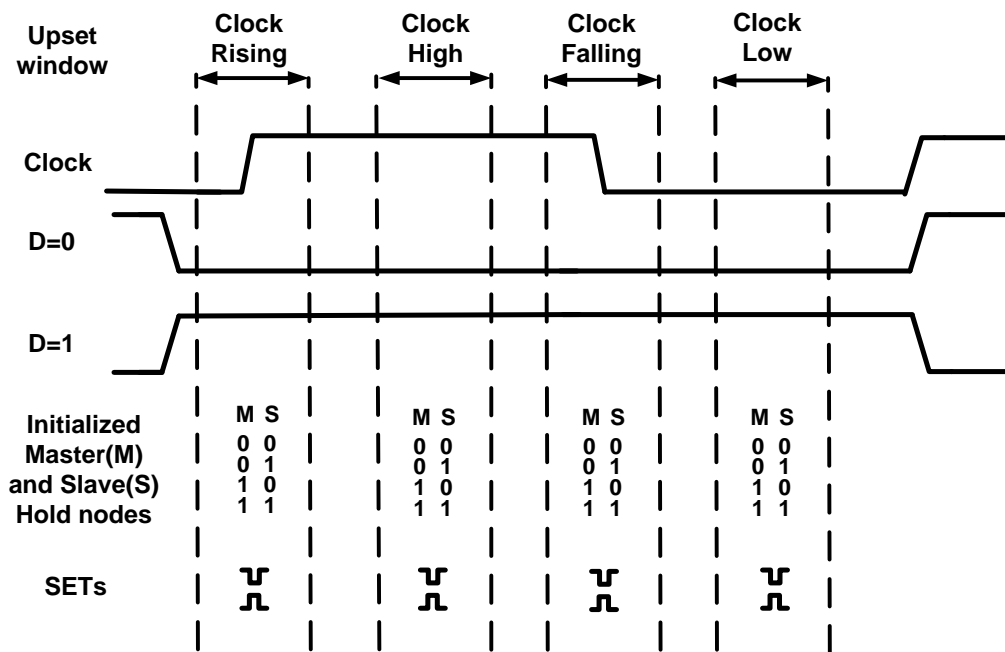 Upset
window
Clock
Rising
Clock
High
Clock
Falling
Clock
Low
Clock
D=0
D=1
Initialized
Master(M)
and Slave(S)
Hold nodes
M S
0 0
0 1
1 0
1 1
M S
0 0
0 1
1 0
1 1
M S
0 0
0 1
1 0
1 1
M S
0 0
0 1
1 0
1 1
SETs